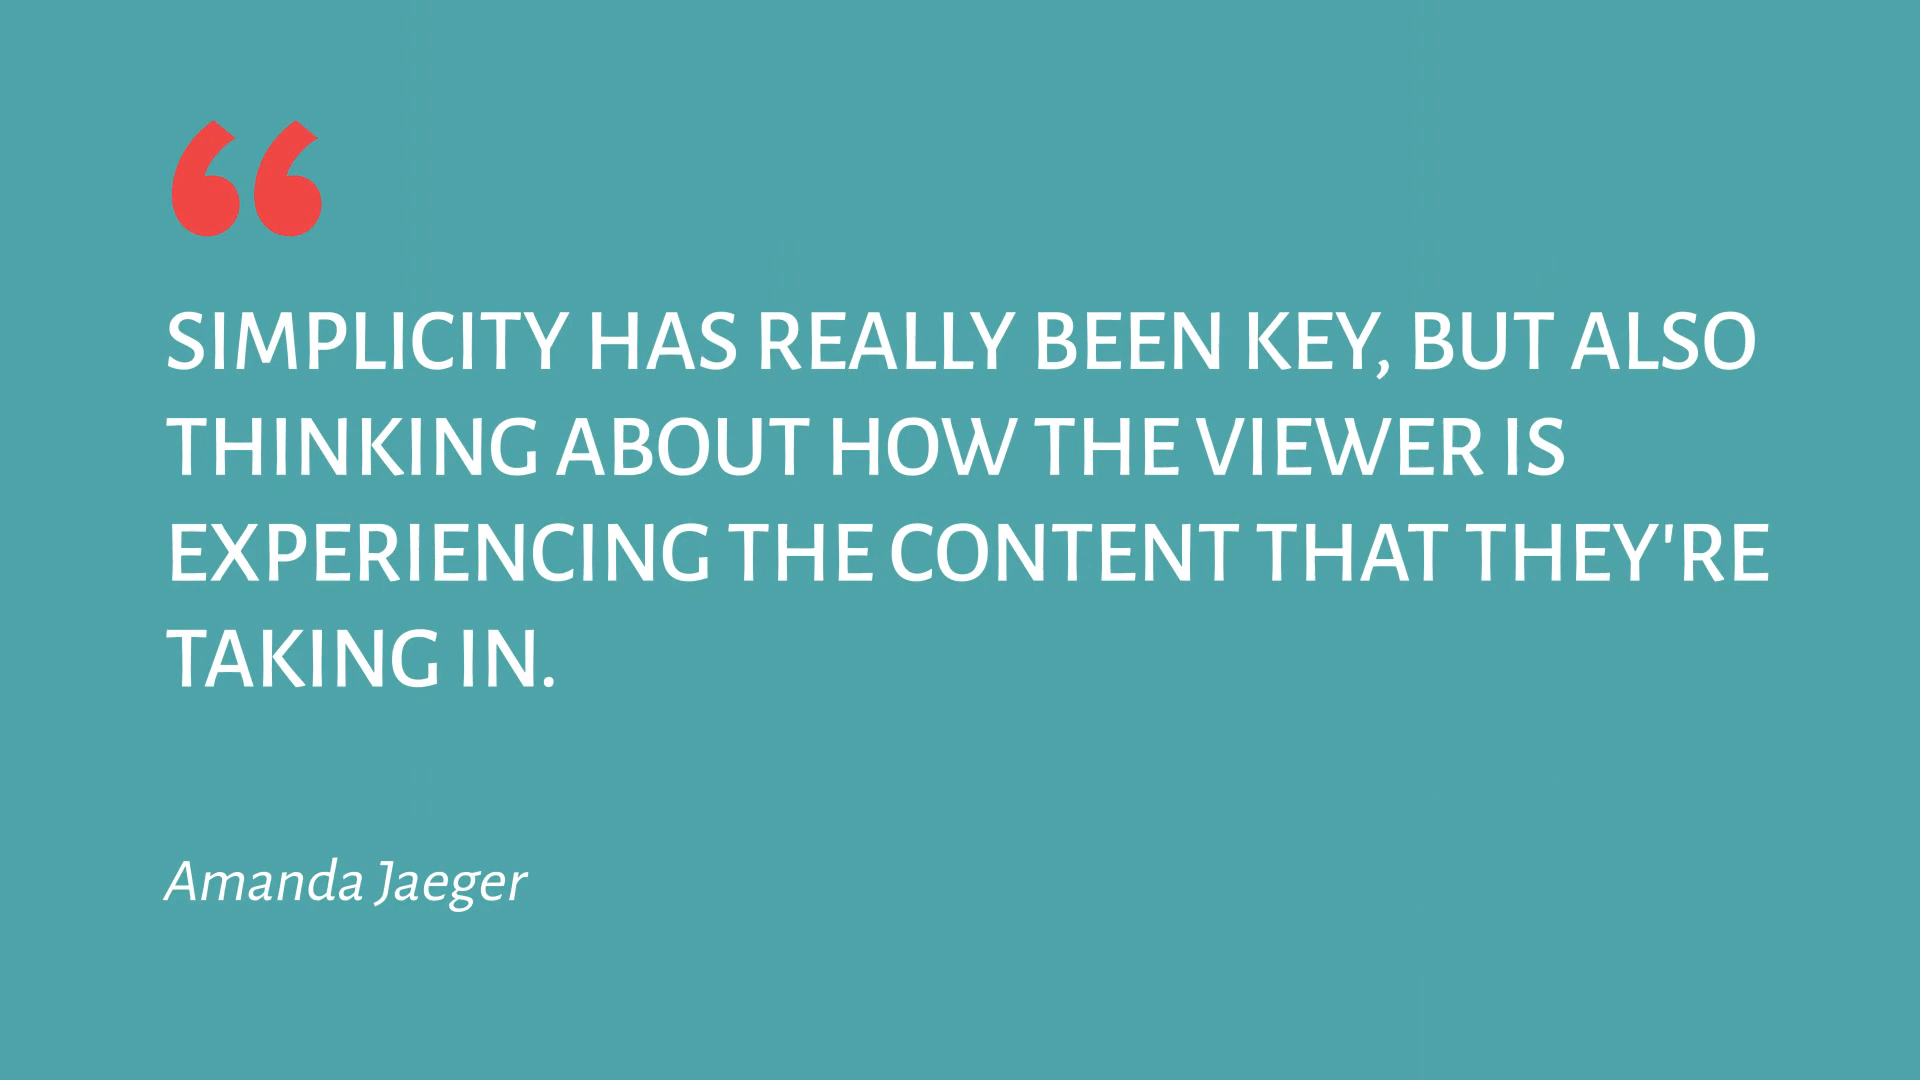 “
SIMPLICITY HAS REALLY BEEN KEY, BUT ALSO
THINKING ABOUT HOW THE VIEWER IS
EXPERIENCING THE CONTENT THAT THEY'RE
TAKING IN.
Amanda Jaeger